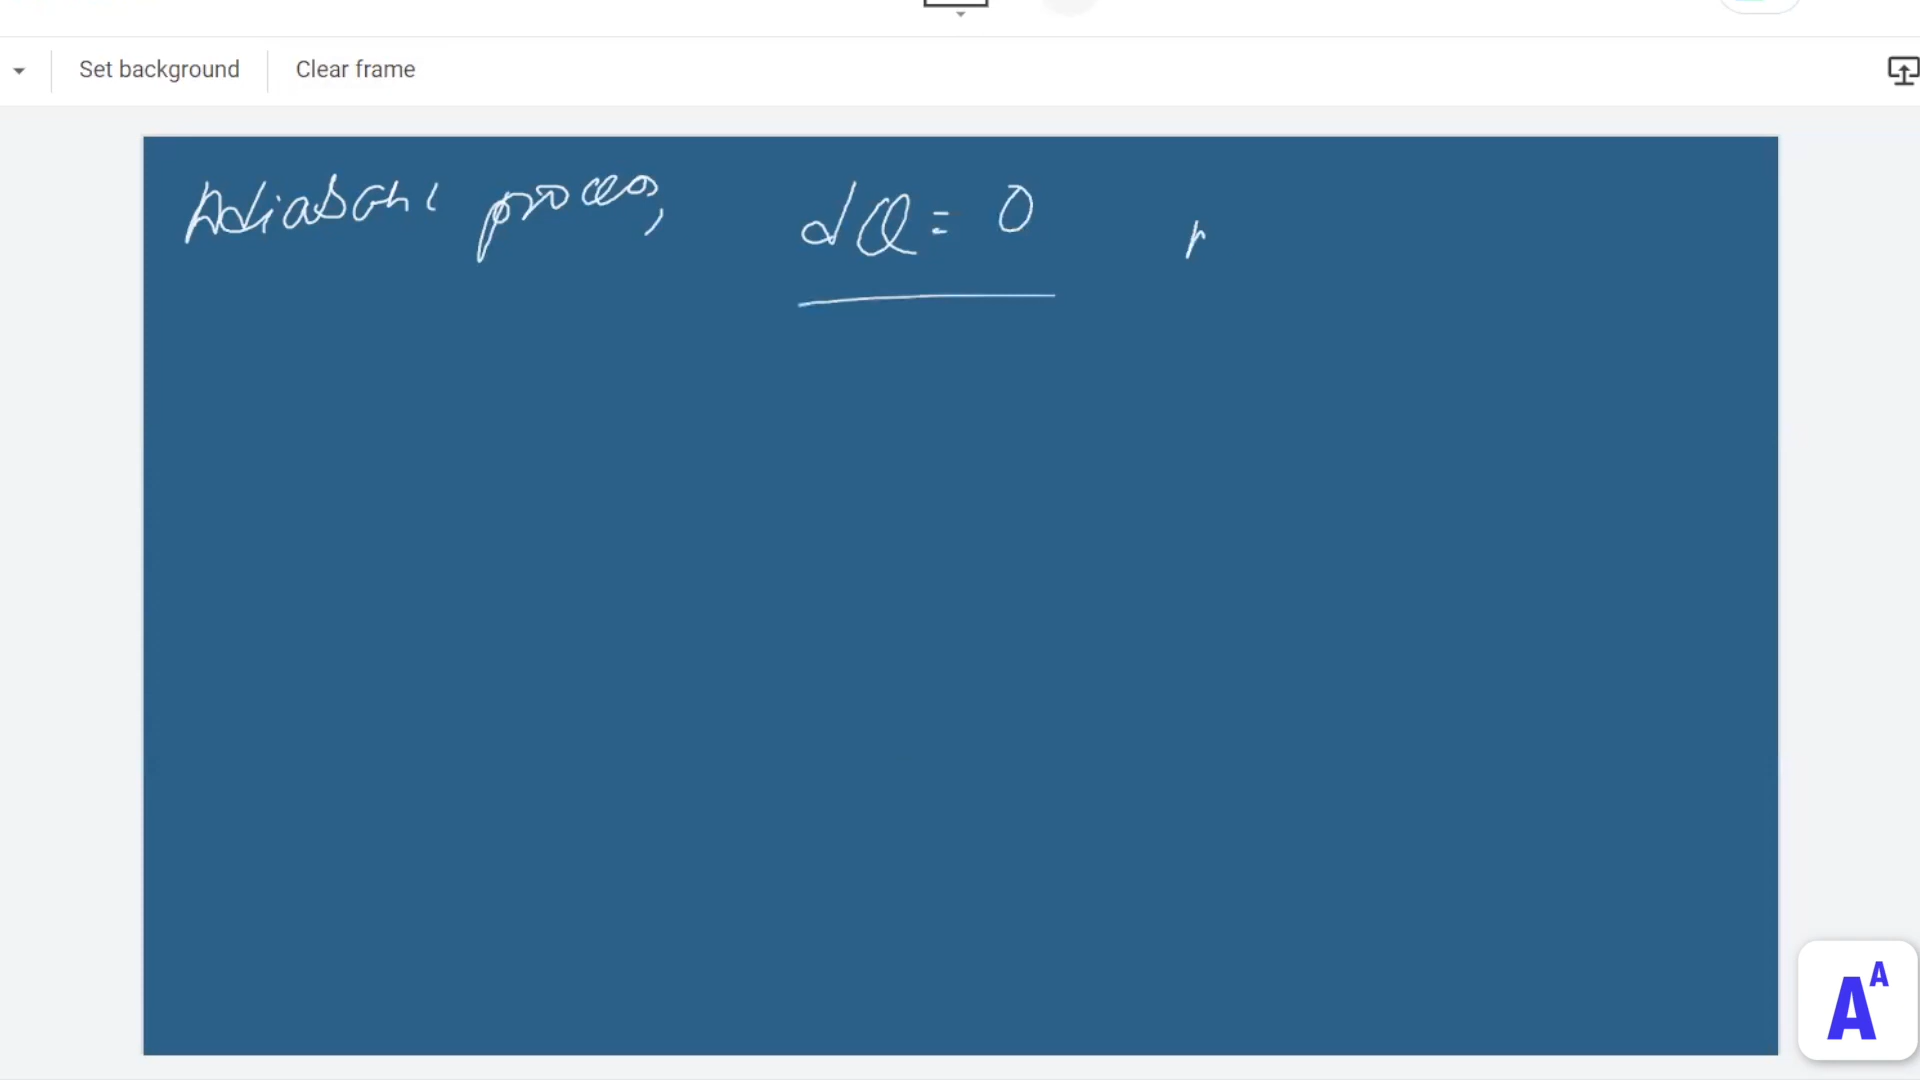 Set background Clear frame
Adiabatic process, dQ = 0
A^A